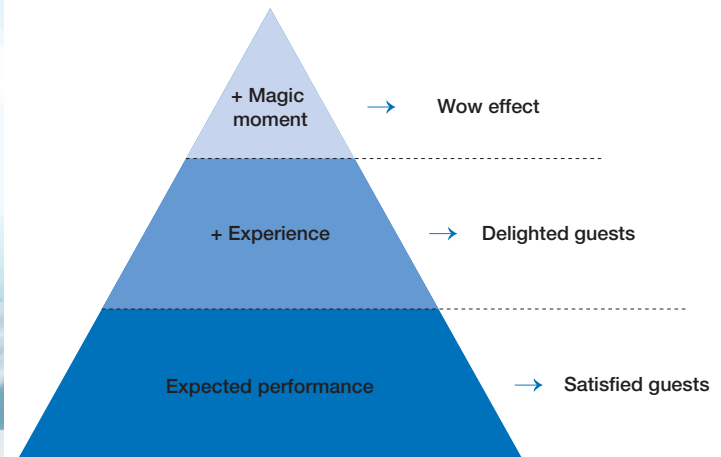 + Magic
moment
Wow effect
+ Experience
Delighted guests
Expected performance
Satisfied guests